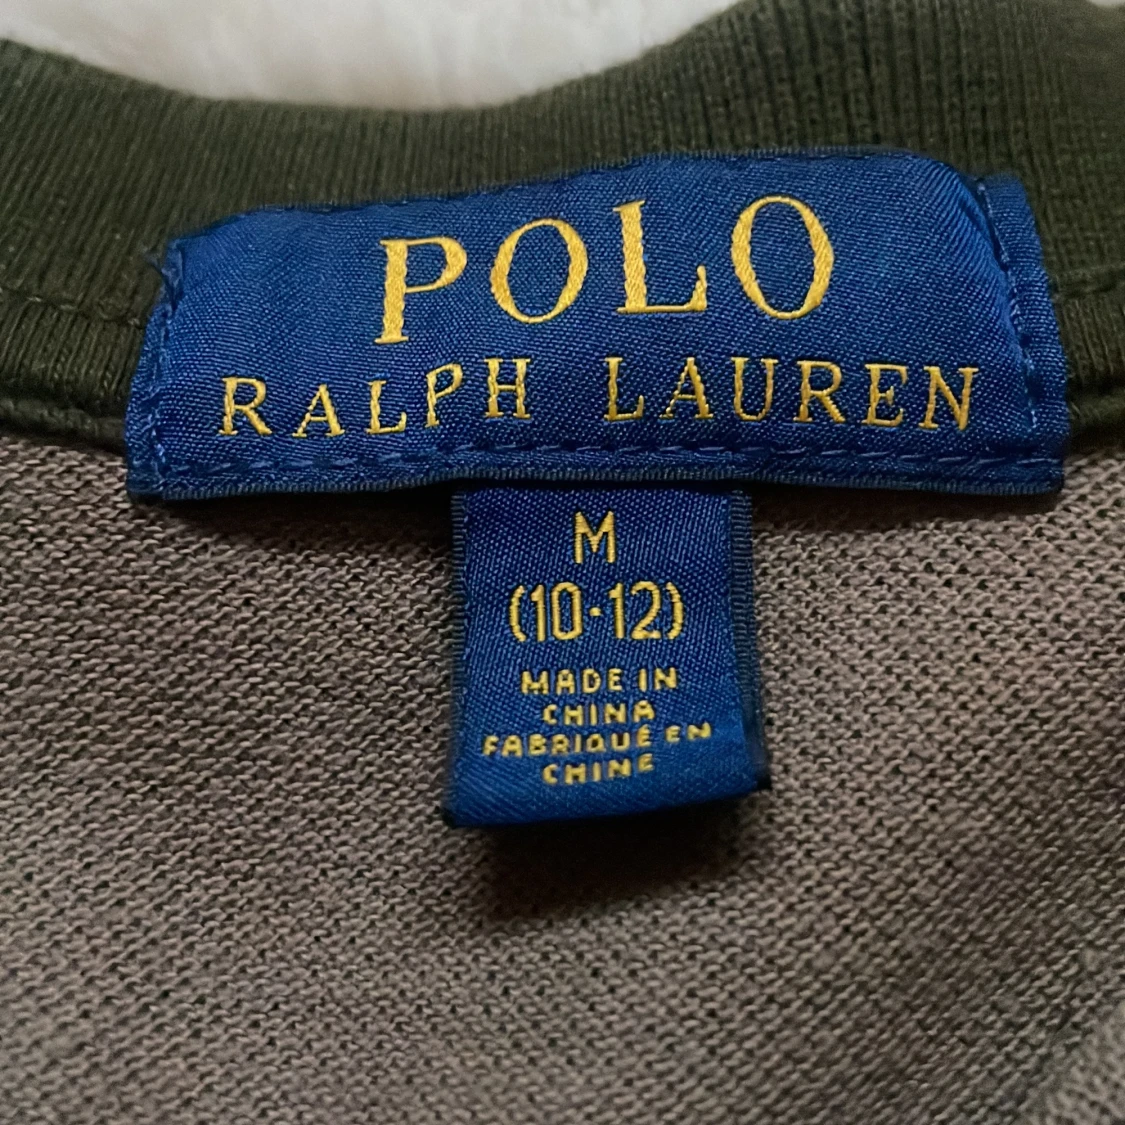 POLO
RALPH LAUREN
M
(10-12)
MADE IN
CHINA
FABRIQUÉ EN
CHINE